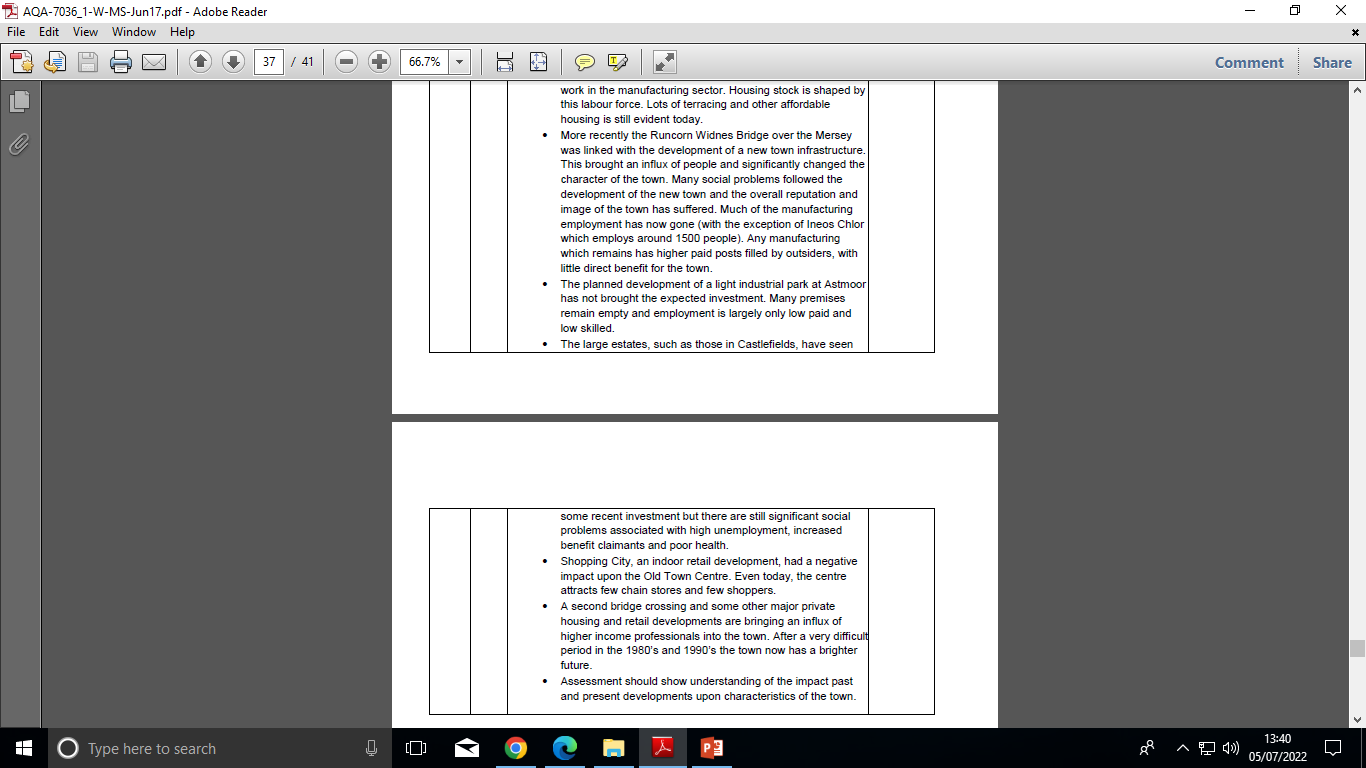 AQA-7036_1-W-MS-Jun17.pdf - Adobe Reader
File Edit View Window Help
37 / 41 66.7% Comment Share
work in the manufacturing sector. Housing stock is shaped by
this labour force. Lots of terracing and other affordable
housing is still evident today.
• More recently the Runcorn Widnes Bridge over the Mersey
was linked with the development of a new town infrastructure.
This brought an influx of people and significantly changed the
character of the town. Many social problems followed the
development of the new town and the overall reputation and
image of the town has suffered. Much of the manufacturing
employment has now gone (with the exception of Ineos Chlor
which employs around 1500 people). Any manufacturing
which remains has higher paid posts filled by outsiders, with
little direct benefit for the town.
• The planned development of a light industrial park at Astmoor
has not brought the expected investment. Many premises
remain empty and employment is largely only low paid and
low skilled.
• The large estates, such as those in Castlefields, have seen
some recent investment but there are still significant social
problems associated with high unemployment, increased
benefit claimants and poor health.
• Shopping City, an indoor retail development, had a negative
impact upon the Old Town Centre. Even today, the centre
attracts few chain stores and few shoppers.
• A second bridge crossing and some other major private
housing and retail developments are bringing an influx of
higher income professionals into the town. After a very difficult
period in the 1980's and 1990's the town now has a brighter
future.
• Assessment should show understanding of the impact past
and present developments upon characteristics of the town.
Type here to search
13:40
05/07/2022